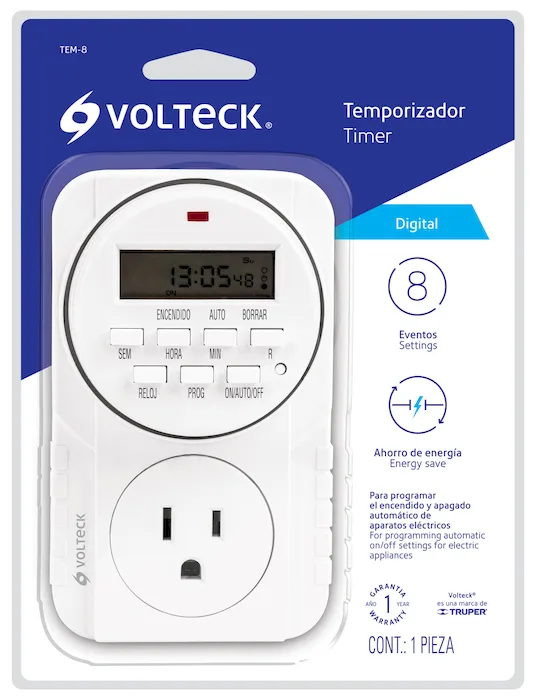 TEM-8
VOLTECK®
Temporizador
Timer
Digital
8
Eventos
Settings
Ahorro de energía
Energy save
Para programar
el encendido y apagado
automático de
aparatos eléctricos
For programming automatic
on/off settings for electric
appliances
GARANTIA
AÑO 1 YEAR
WARRANTY
Volteck®
es una marca de
TRUPER®
CONT.: 1 PIEZA
13:05 48
ON
ENCENDIDO AUTO BORRAR
SEM HORA MIN R
RELOJ PROG ON/AUTO/OFF
VOLTECK